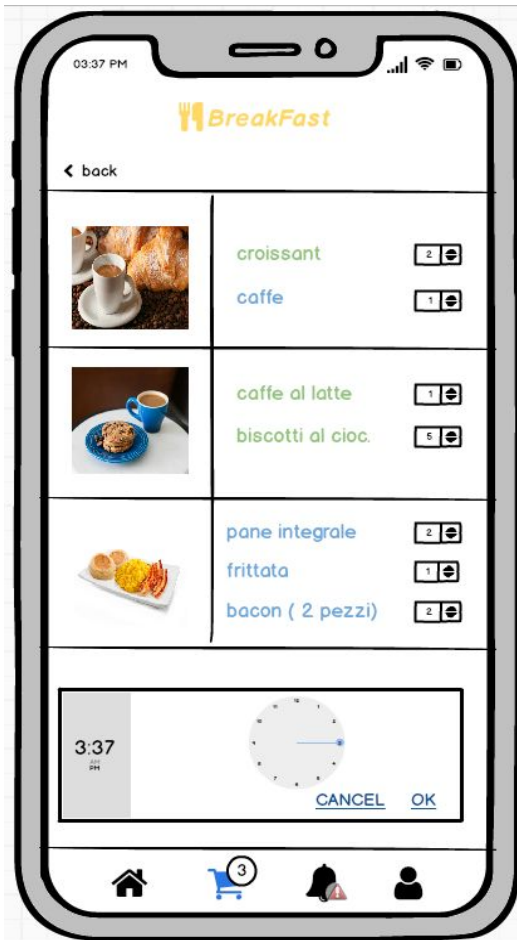 03:37 PM
BreakFast
back
croissant 2
caffe 1
caffe al latte 1
biscotti al cioc. 5
pane integrale 2
frittata 1
bacon ( 2 pezzi) 2
3:37
AM
PM
CANCEL OK
3